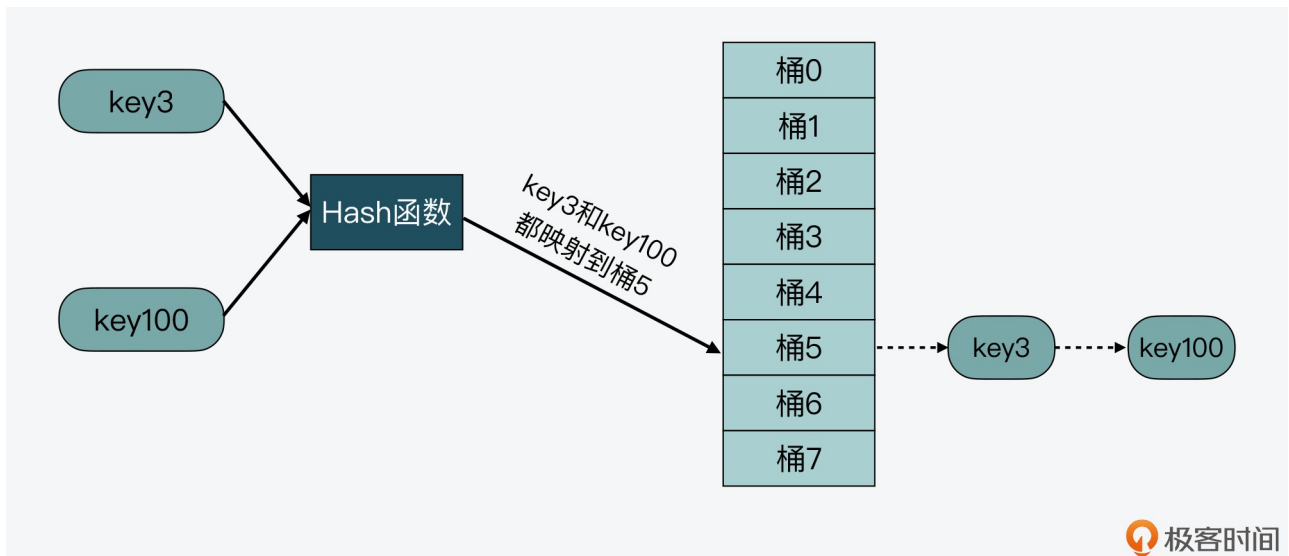 key3
key100
Hash函数
key3和key100
都映射到桶5
桶0
桶1
桶2
桶3
桶4
桶5
桶6
桶7
key3
key100
极客时间